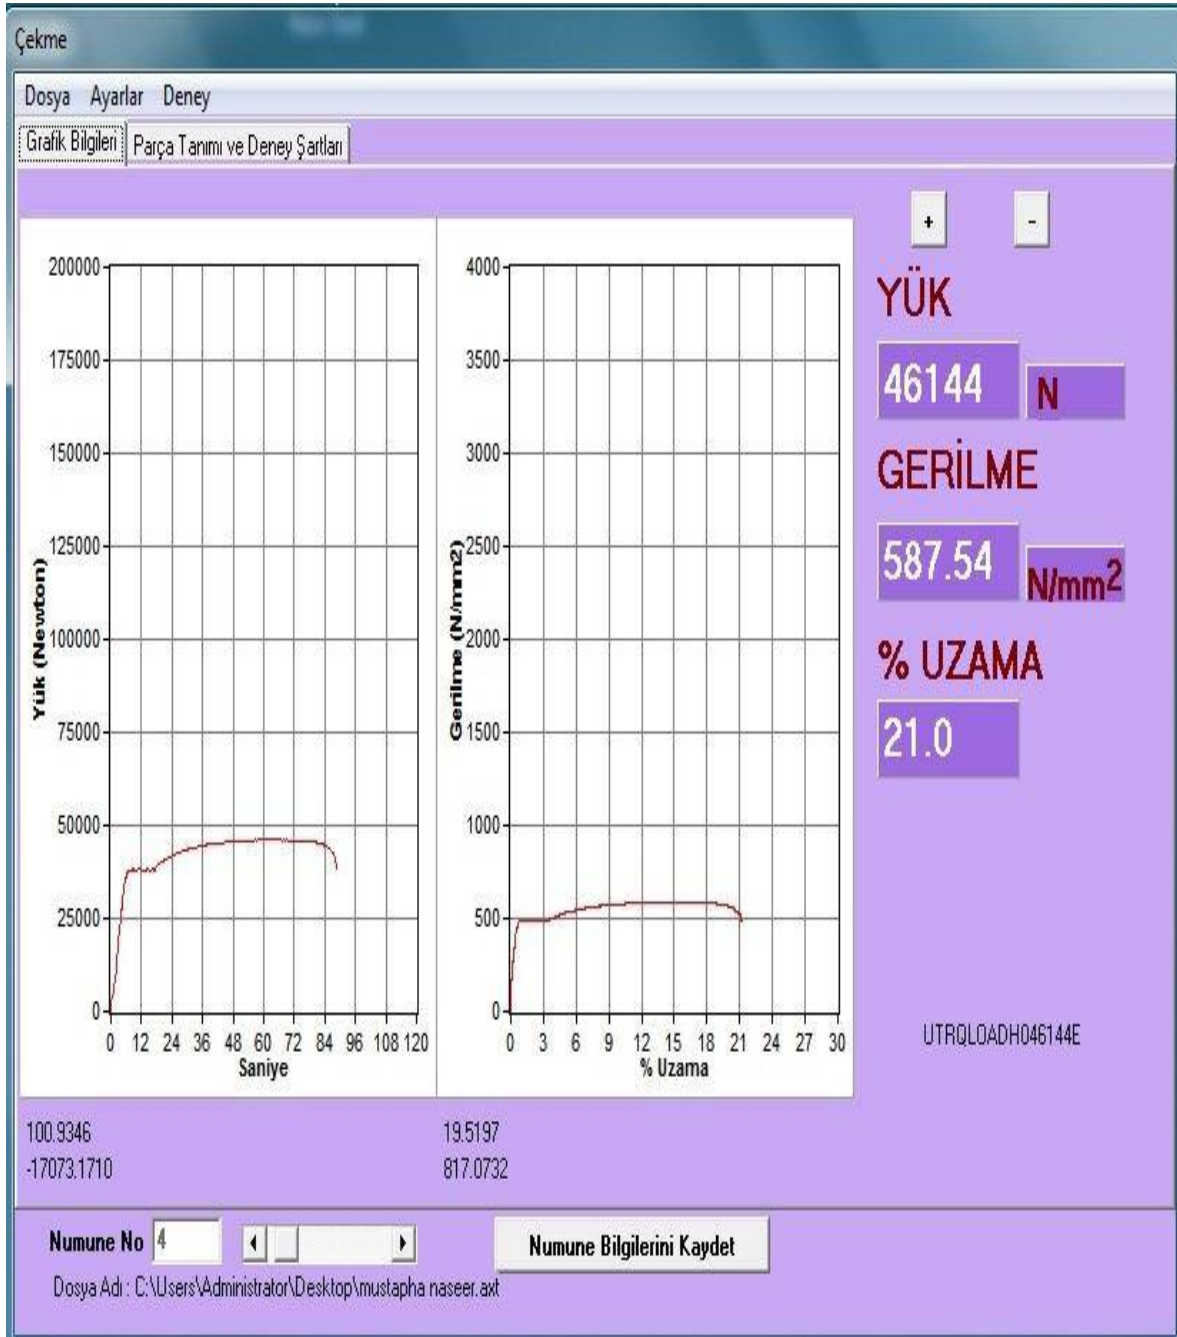 Çekme
Dosya Ayarlar Deney
Grafik Bilgileri Parça Tanımı ve Deney Şartları
+ -
200000
175000
150000
125000
100000
75000
50000
25000
0
Yük (Newton)
0 12 24 36 48 60 72 84 96 108 120
Saniye
4000
3500
3000
2500
2000
1500
1000
500
0
Gerilme (N/mm2)
0 3 6 9 12 15 18 21 24 27 30
% Uzama
YÜK
46144 N
GERİLME
587.54 N/mm2
% UZAMA
21.0
UTRQLOADH046144E
100.9346 19.5197
-17073.1710 817.0732
Numune No 4 Numune Bilgilerini Kaydet
Dosya Adı : C:\Users\Administrator\Desktop\mustapha naseer.axt